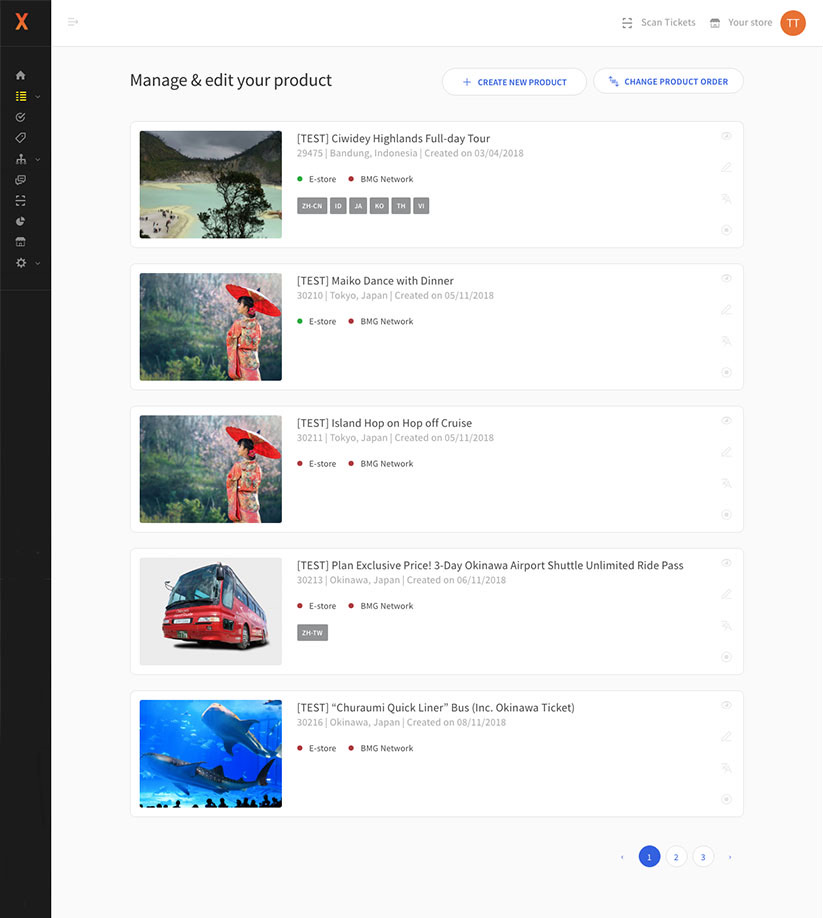 X
Scan Tickets
Your store
TT
Manage & edit your product
CREATE NEW PRODUCT
CHANGE PRODUCT ORDER
[TEST] Ciwidey Highlands Full-day Tour
29475 | Bandung, Indonesia | Created on 03/04/2018
E-store BMG Network
ZH-CN ID JA KO TH VI
[TEST] Maiko Dance with Dinner
30210 | Tokyo, Japan | Created on 05/11/2018
E-store BMG Network
[TEST] Island Hop on Hop off Cruise
30211 | Tokyo, Japan | Created on 05/11/2018
E-store BMG Network
[TEST] Plan Exclusive Price! 3-Day Okinawa Airport Shuttle Unlimited Ride Pass
30213 | Okinawa, Japan | Created on 06/11/2018
E-store BMG Network
ZH-TW
[TEST] “Churaumi Quick Liner” Bus (Inc. Okinawa Ticket)
30216 | Okinawa, Japan | Created on 08/11/2018
E-store BMG Network
‹ 1 2 3 ›